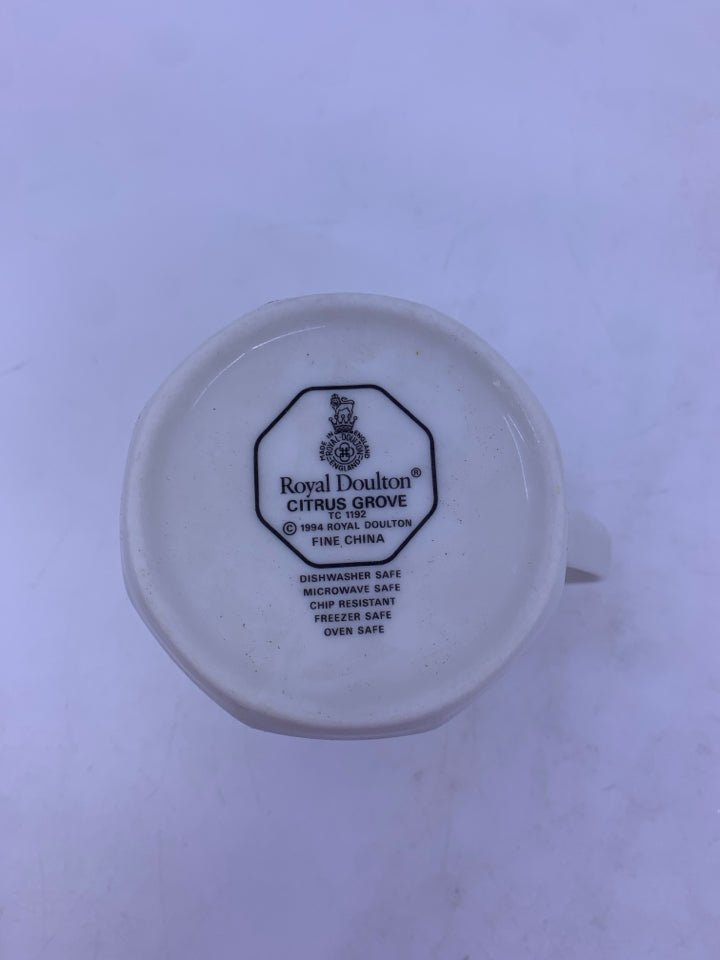 MADE IN ENGLAND
ROYAL·DOULTON
·ENGLAND·
Royal Doulton®
CITRUS GROVE
TC 1192
© 1994 ROYAL DOULTON
FINE CHINA
DISHWASHER SAFE
MICROWAVE SAFE
CHIP RESISTANT
FREEZER SAFE
OVEN SAFE